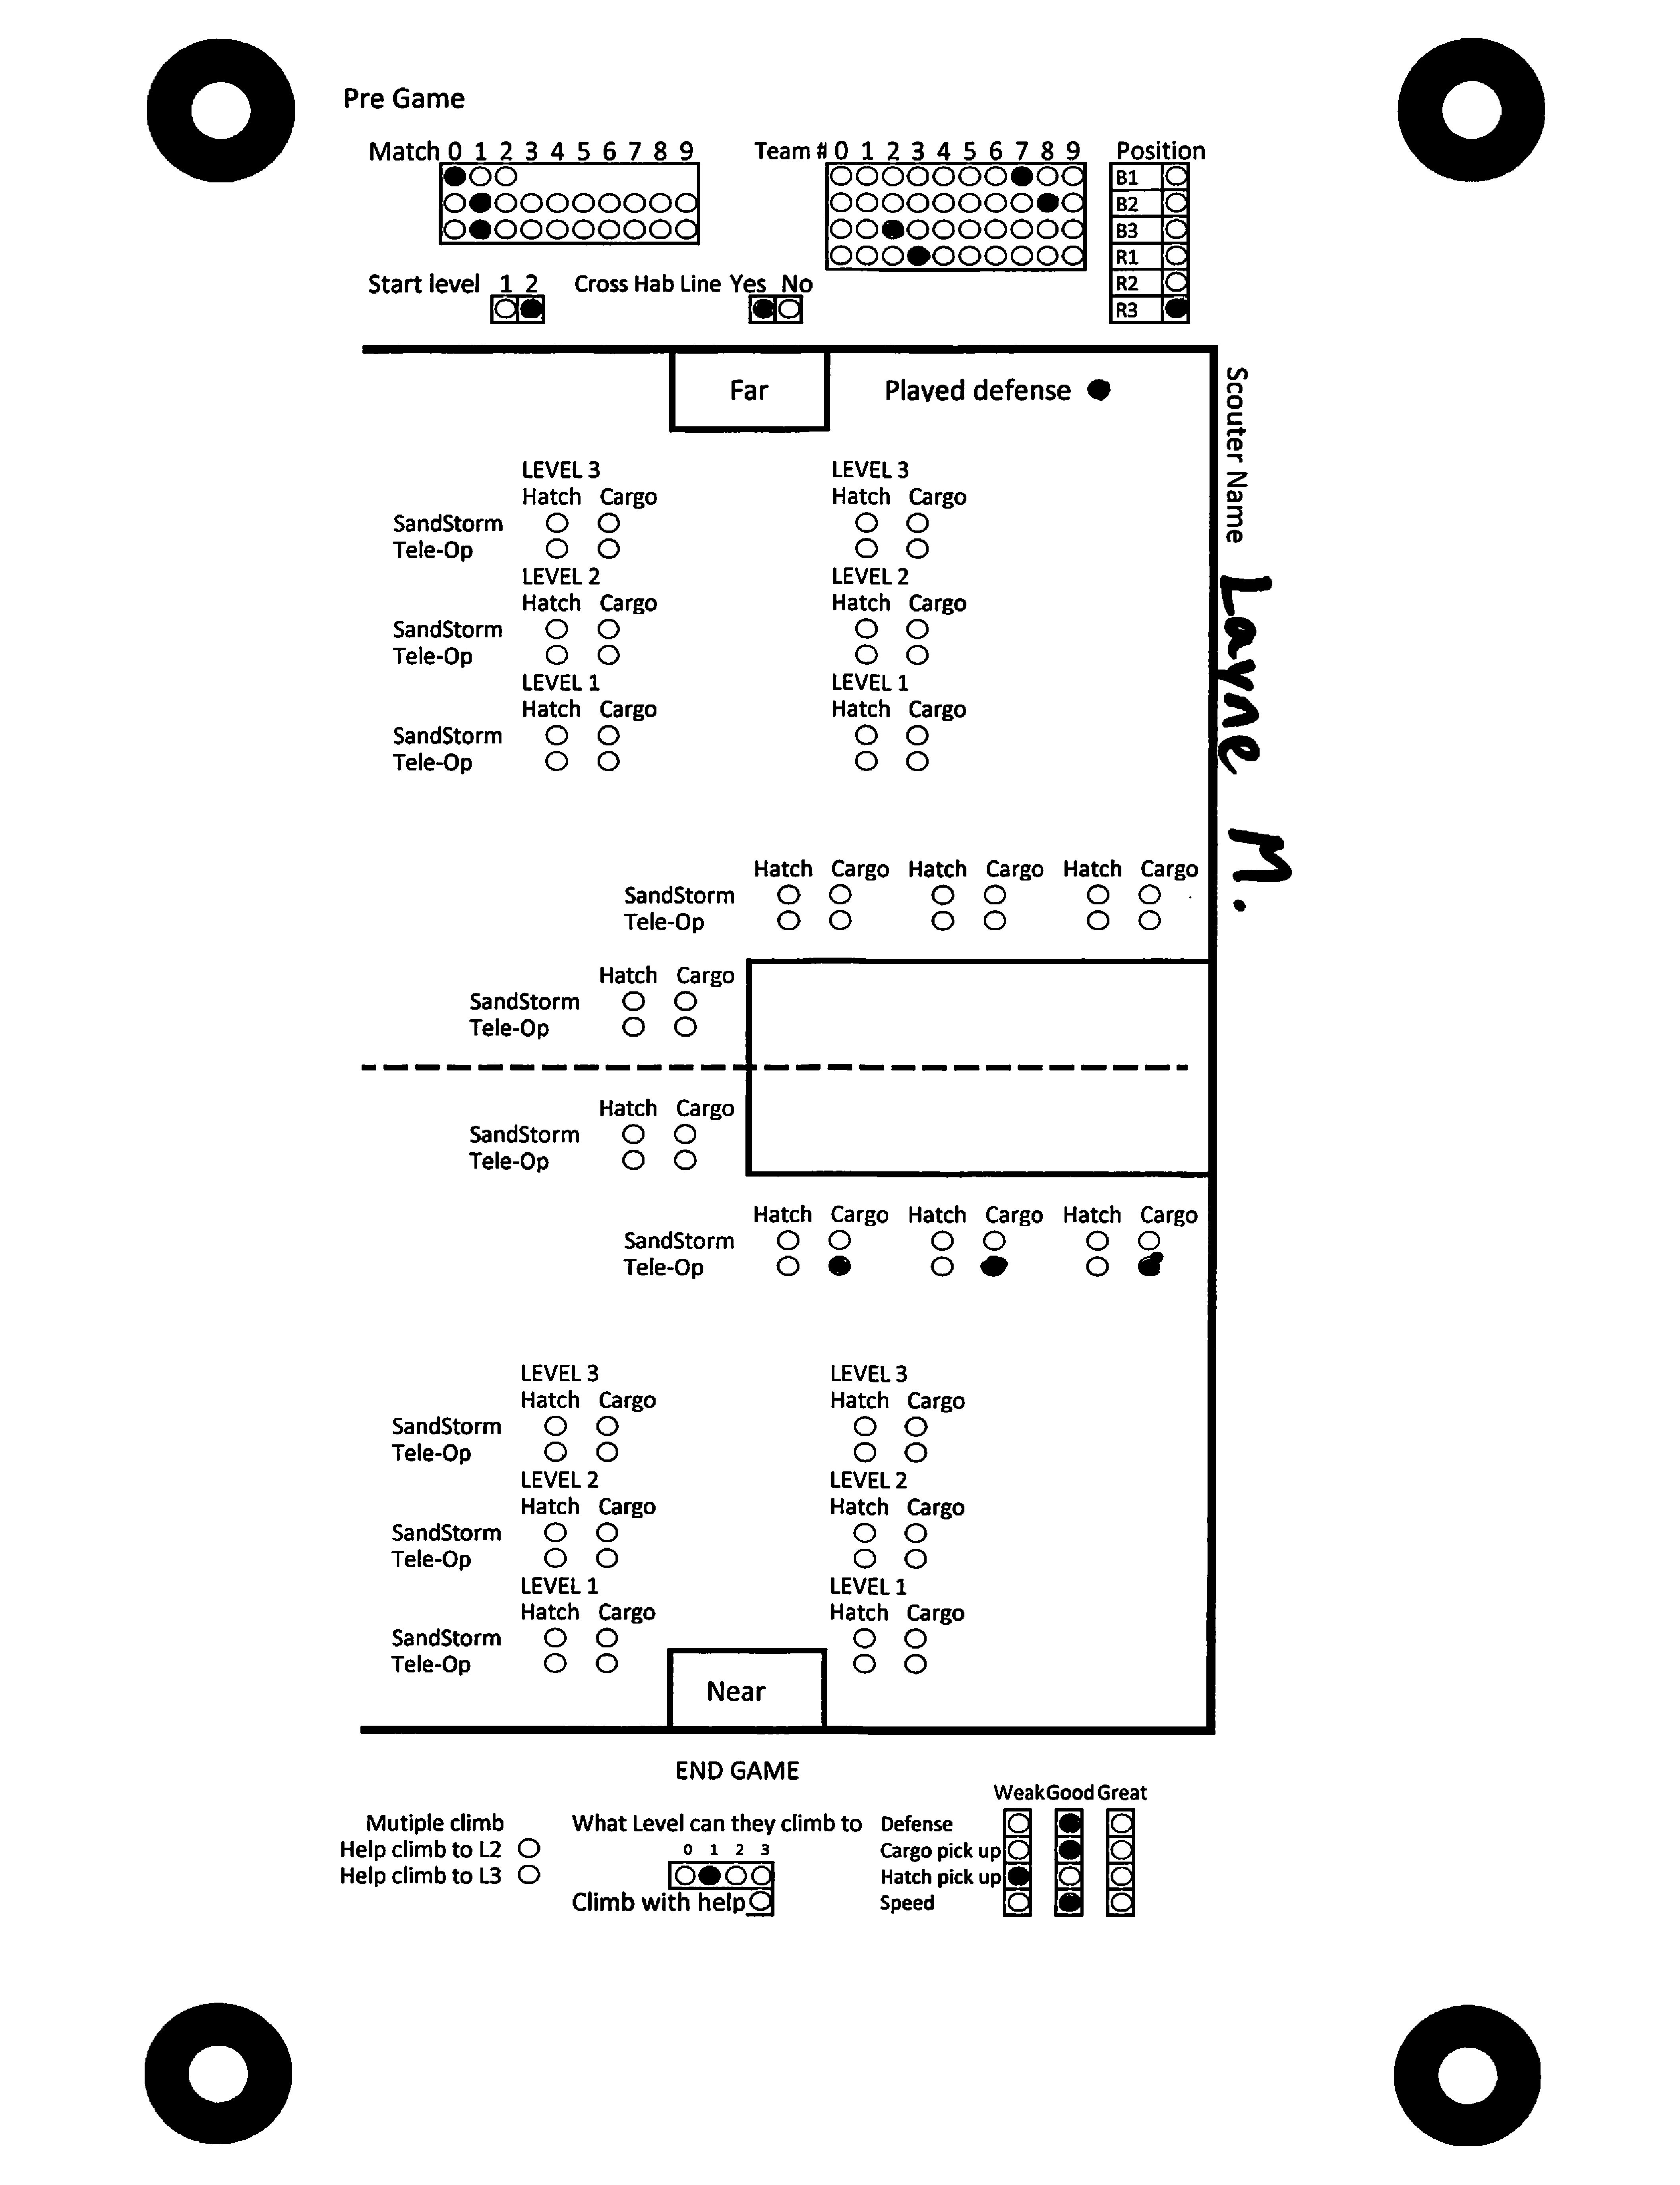 Pre Game
Match 0 1 2 3 4 5 6 7 8 9
Team # 0 1 2 3 4 5 6 7 8 9
Position
B1
B2
B3
R1
R2
R3
Start level 1 2
Cross Hab Line Yes No
Far
Played defense
Scouter Name Layne M.
LEVEL 3 LEVEL 3
Hatch Cargo Hatch Cargo
SandStorm
Tele-Op
LEVEL 2 LEVEL 2
Hatch Cargo Hatch Cargo
SandStorm
Tele-Op
LEVEL 1 LEVEL 1
Hatch Cargo Hatch Cargo
SandStorm
Tele-Op
Hatch Cargo Hatch Cargo Hatch Cargo
SandStorm
Tele-Op
Hatch Cargo
SandStorm
Tele-Op
Hatch Cargo
SandStorm
Tele-Op
Hatch Cargo Hatch Cargo Hatch Cargo
SandStorm
Tele-Op
LEVEL 3 LEVEL 3
Hatch Cargo Hatch Cargo
SandStorm
Tele-Op
LEVEL 2 LEVEL 2
Hatch Cargo Hatch Cargo
SandStorm
Tele-Op
LEVEL 1 LEVEL 1
Hatch Cargo Hatch Cargo
SandStorm
Tele-Op
Near
END GAME
Mutiple climb
Help climb to L2
Help climb to L3
What Level can they climb to
0 1 2 3
Climb with help
Weak Good Great
Defense
Cargo pick up
Hatch pick up
Speed